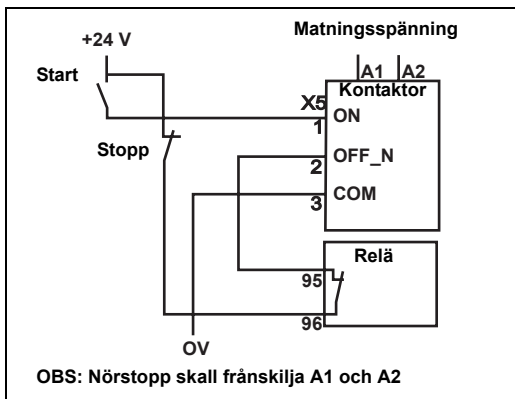 Matningsspänning
+24 V
A1 A2
Start
Kontaktor
X5
ON
1
Stopp
OFF_N
2
COM
3
Relä
95
96
OV
OBS: Nörstopp skall frånskilja A1 och A2